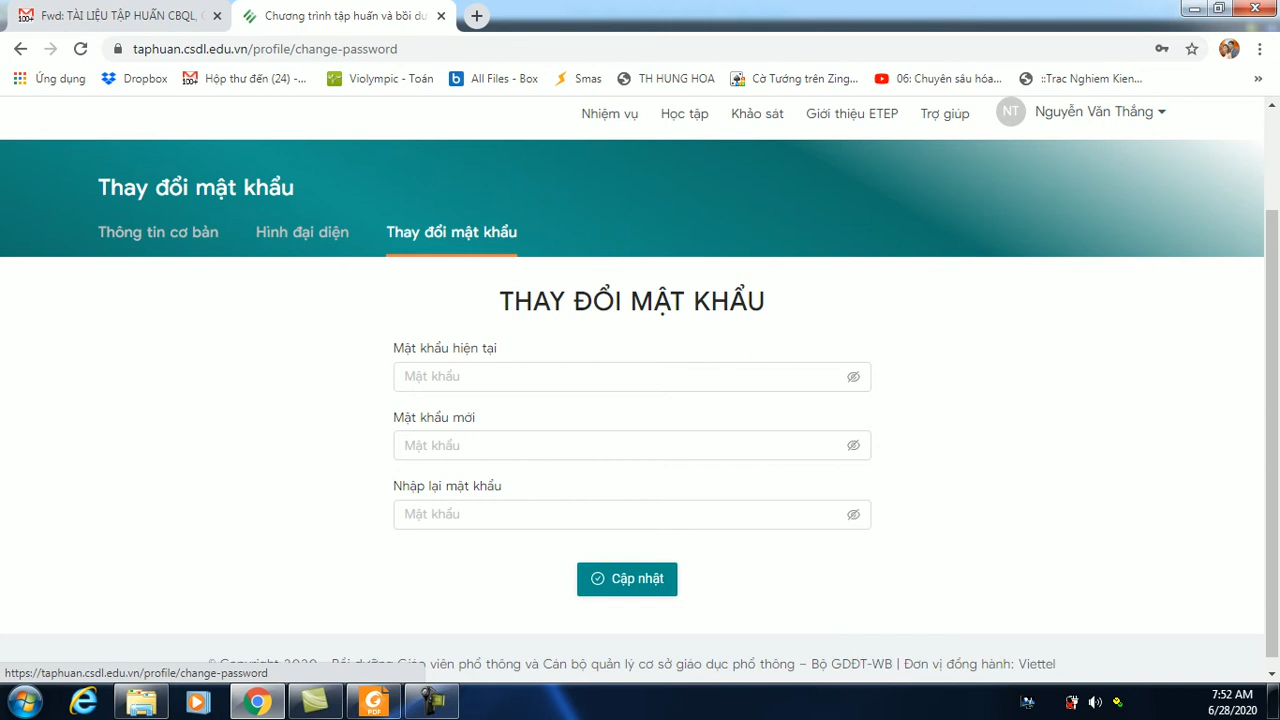 Fwd: TÀI LIỆU TẬP HUẤN CBQL,
Chương trình tập huấn và bồi dư
taphuan.csdl.edu.vn/profile/change-password
Ứng dụng Dropbox Hộp thư đến (24) -... Violympic - Toán All Files - Box Smas TH HUNG HOA Cờ Tướng trên Zing... 06: Chuyên sâu hóa... ::Trac Nghiem Kien... »
Nhiệm vụ Học tập Khảo sát Giới thiệu ETEP Trợ giúp NT Nguyễn Văn Thắng
Thay đổi mật khẩu
Thông tin cơ bản Hình đại diện Thay đổi mật khẩu
THAY ĐỔI MẬT KHẨU
Mật khẩu hiện tại
Mật khẩu
Mật khẩu mới
Mật khẩu
Nhập lại mật khẩu
Mật khẩu
Cập nhật
© Copyright 2020 - Bồi dưỡng Giáo viên phổ thông và Cán bộ quản lý cơ sở giáo dục phổ thông – Bộ GDĐT-WB | Đơn vị đồng hành: Viettel
https://taphuan.csdl.edu.vn/profile/change-password
7:52 AM
6/28/2020